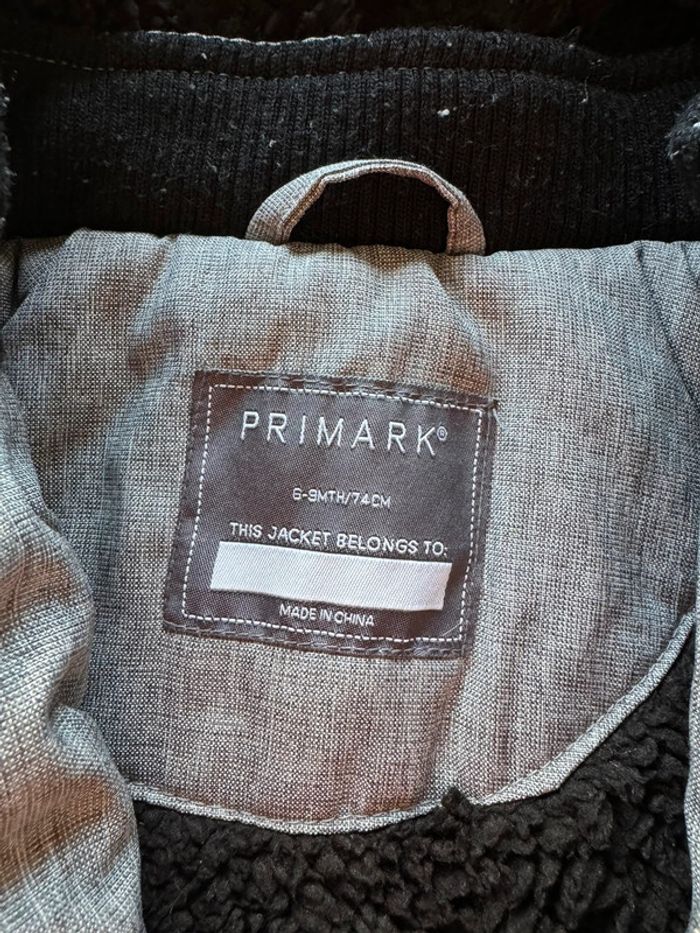 PRIMARK®
6-9MTH/74CM
THIS JACKET BELONGS TO:
MADE IN CHINA